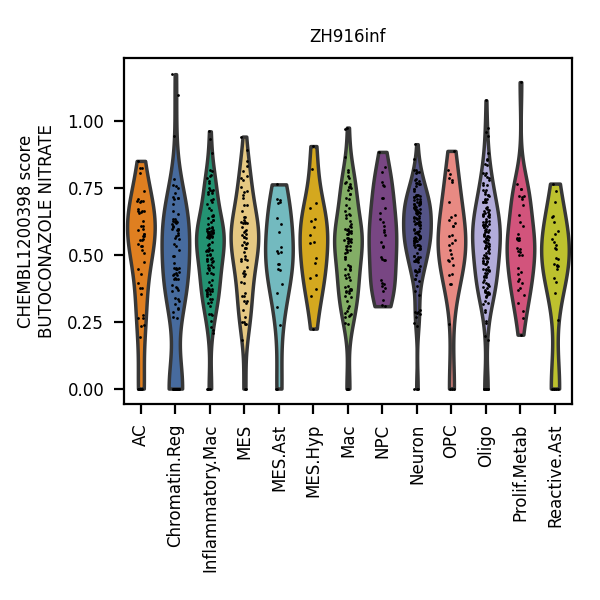 ZH916inf
CHEMBL1200398 score
BUTOCONAZOLE NITRATE
1.00
0.75
0.50
0.25
0.00
AC
Chromatin.Reg
Inflammatory.Mac
MES
MES.Ast
MES.Hyp
Mac
NPC
Neuron
OPC
Oligo
Prolif.Metab
Reactive.Ast